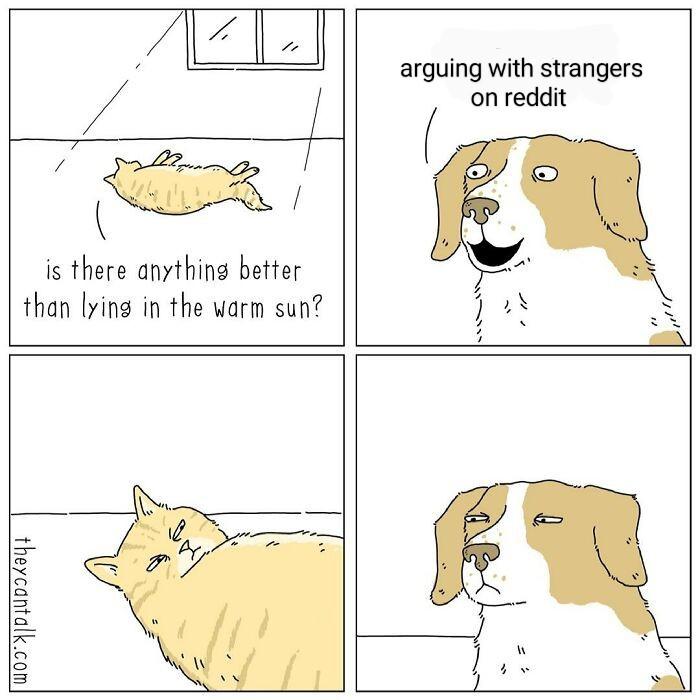 is there anything better
than lying in the warm sun?
arguing with strangers
on reddit
theycantalk.com